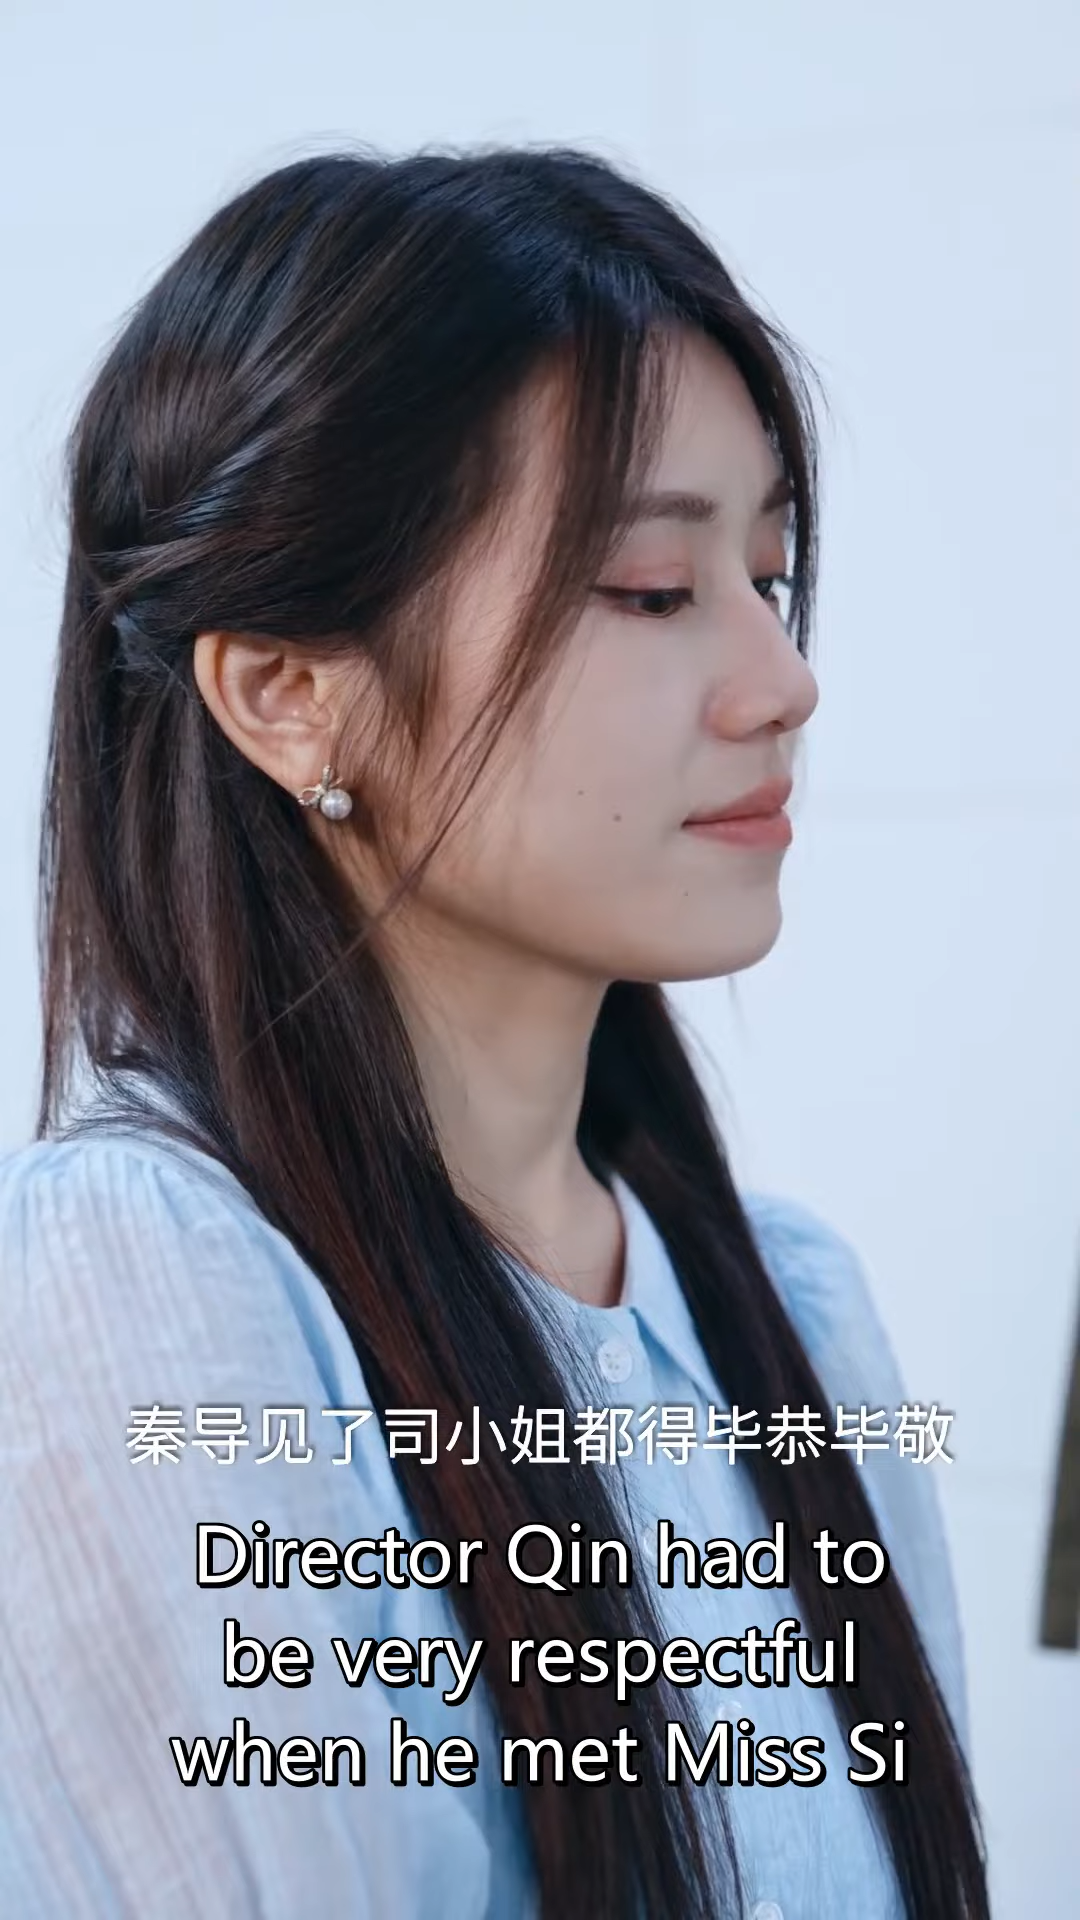 秦导见了司小姐都得毕恭毕敬
Director Qin had to
be very respectful
when he met Miss Si